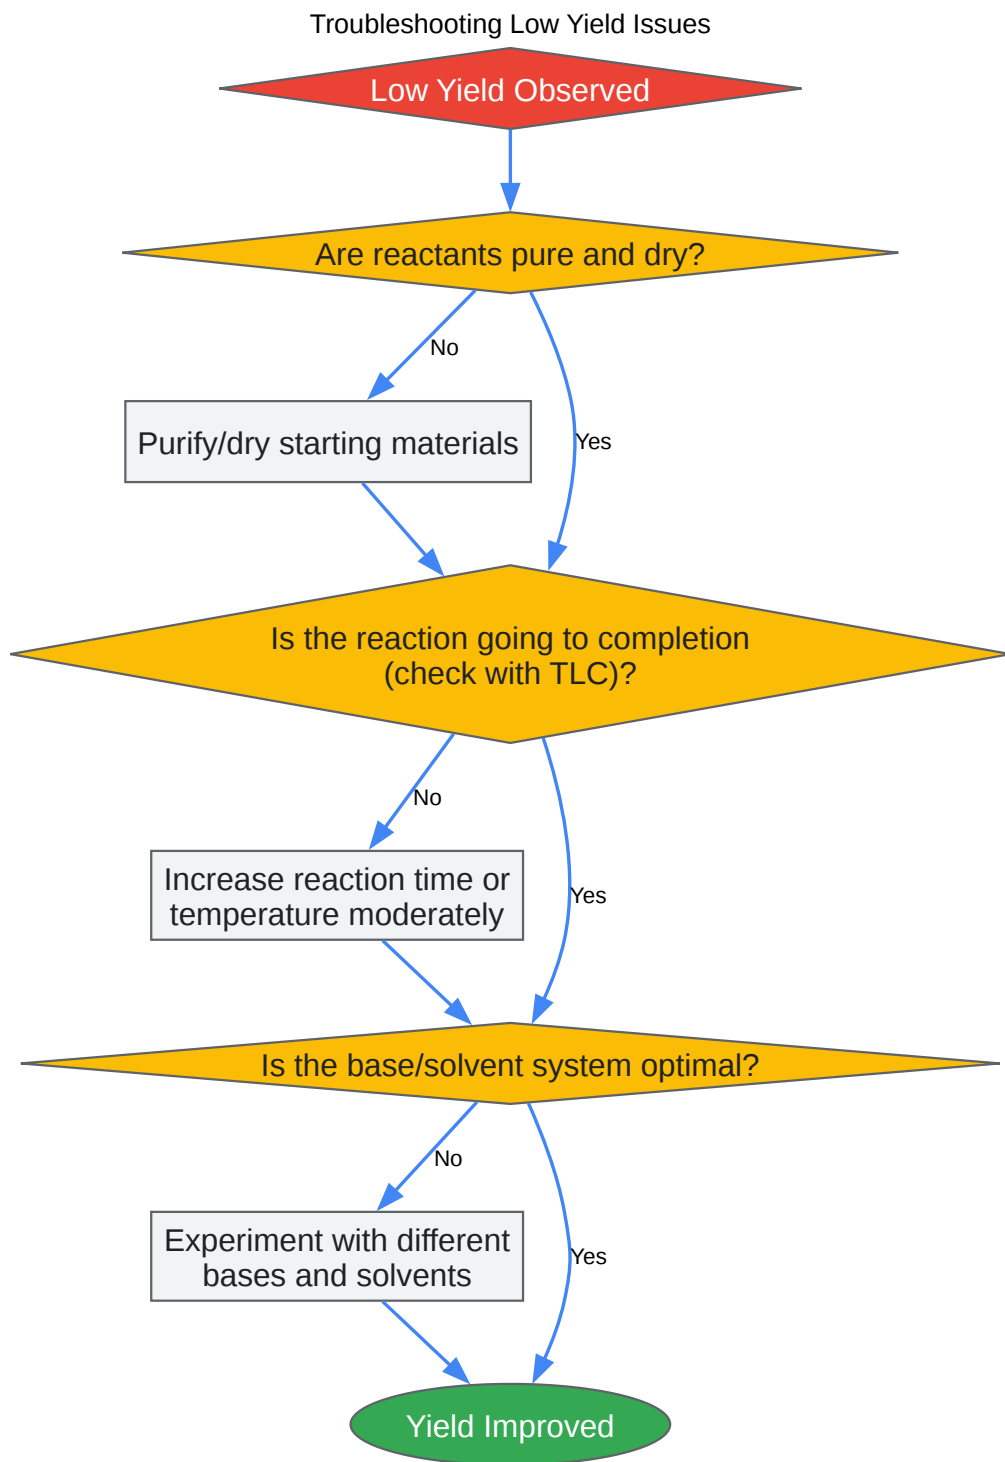 Troubleshooting Low Yield Issues
Low Yield Observed
Are reactants pure and dry?
No
Purify/dry starting materials
Yes
Is the reaction going to completion
(check with TLC)?
No
Increase reaction time or
temperature moderately
Yes
Is the base/solvent system optimal?
No
Experiment with different
bases and solvents
Yes
Yield Improved